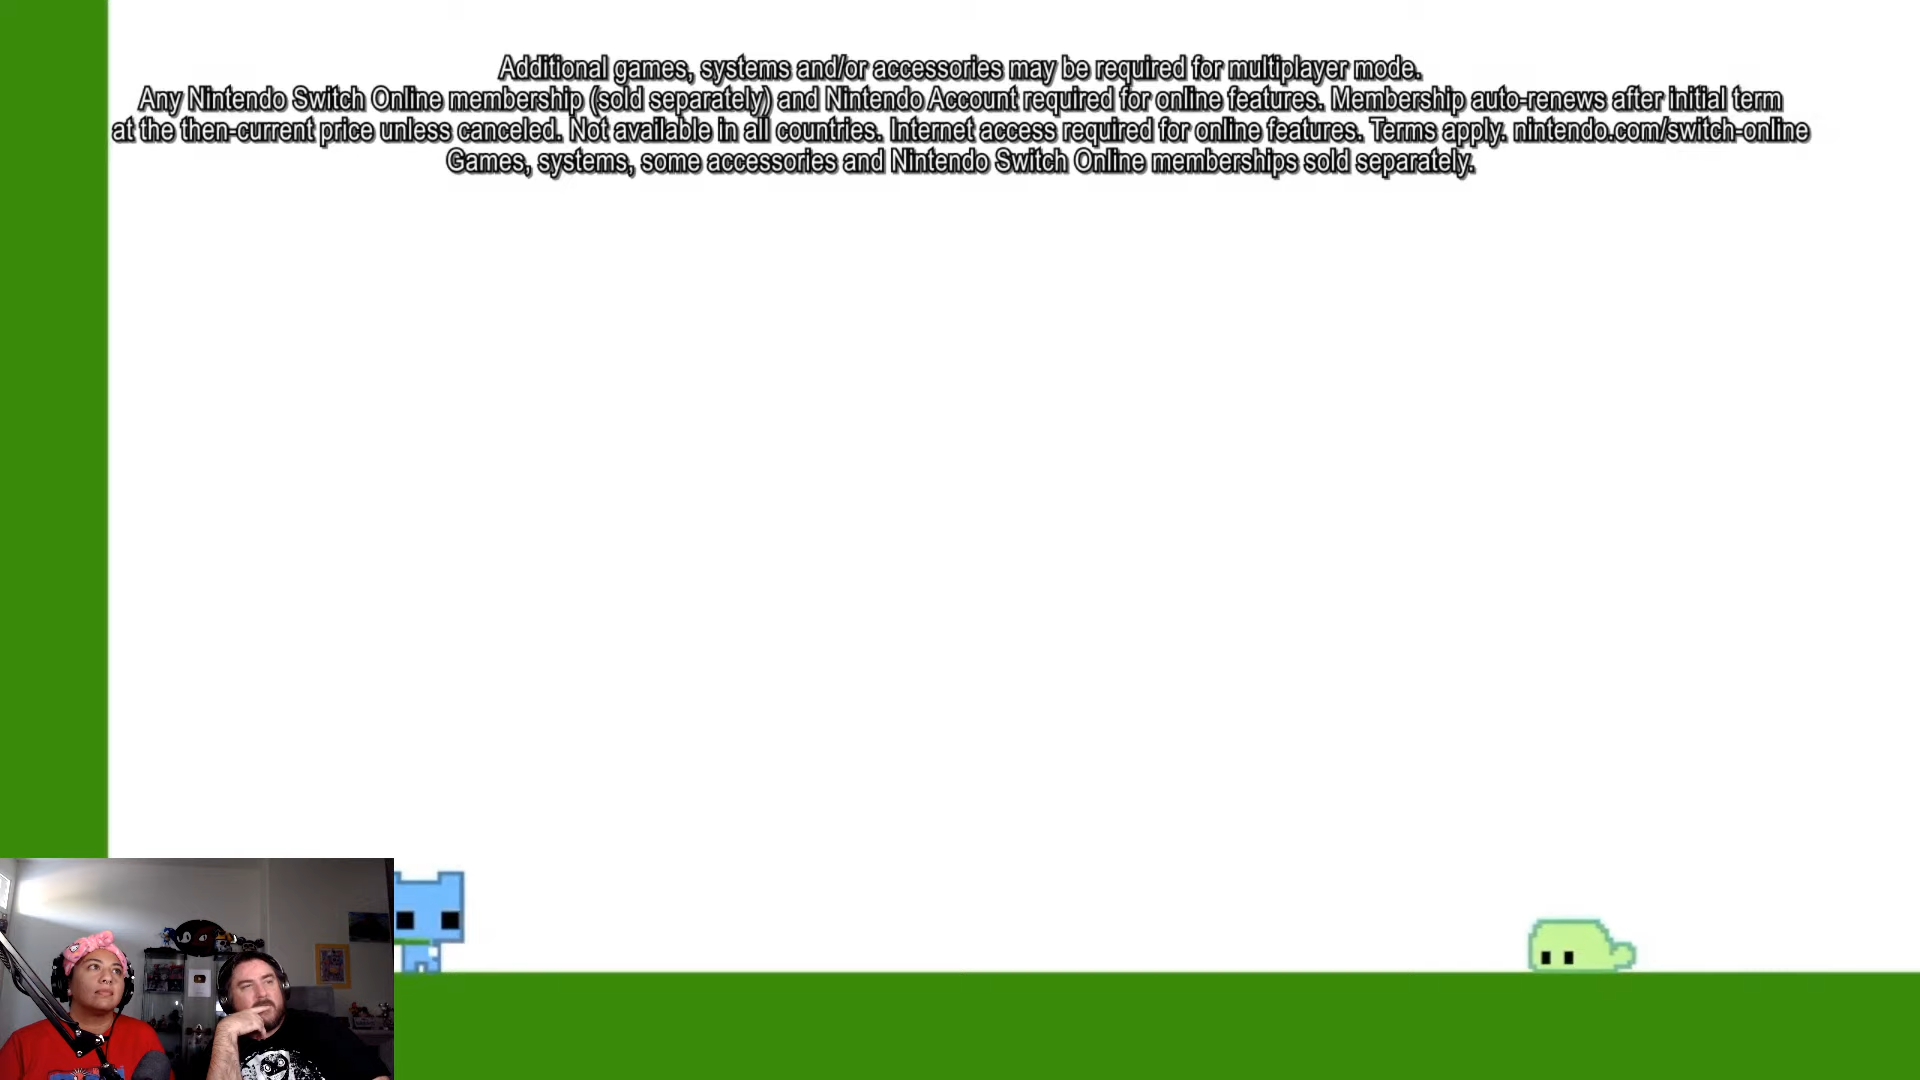 Additional games, systems and/or accessories may be required for multiplayer mode.
Any Nintendo Switch Online membership (sold separately) and Nintendo Account required for online features. Membership auto-renews after initial term
at the then-current price unless canceled. Not available in all countries. Internet access required for online features. Terms apply. nintendo.com/switch-online
Games, systems, some accessories and Nintendo Switch Online memberships sold separately.